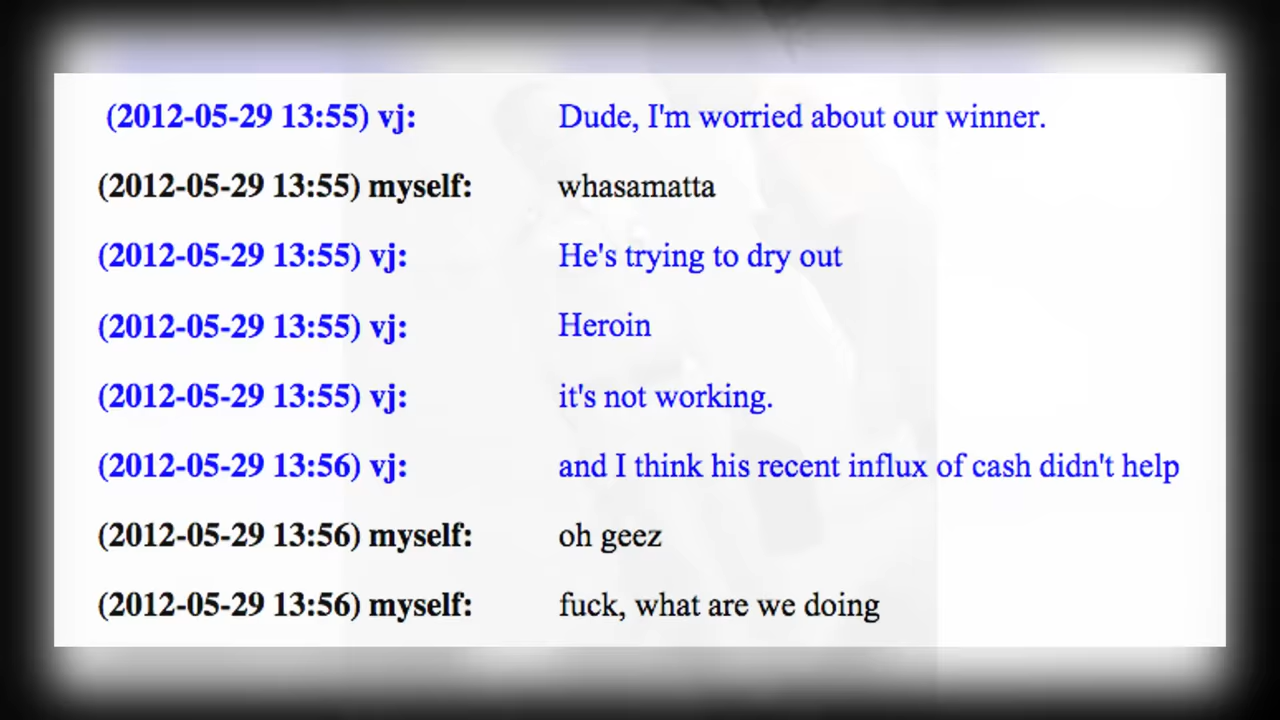 (2012-05-29 13:55) vj: Dude, I'm worried about our winner.
(2012-05-29 13:55) myself: whasamatta
(2012-05-29 13:55) vj: He's trying to dry out
(2012-05-29 13:55) vj: Heroin
(2012-05-29 13:55) vj: it's not working.
(2012-05-29 13:56) vj: and I think his recent influx of cash didn't help
(2012-05-29 13:56) myself: oh geez
(2012-05-29 13:56) myself: fuck, what are we doing